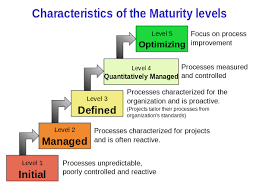 Characteristics of the Maturity levels
Level 5
Optimizing
Focus on process
improvement
Level 4
Quantitatively Managed
Processes measured
and controlled
Level 3
Defined
Processes characterized for the
organization and is proactive.
(Projects tailor their processes from
organization's standards)
Level 2
Managed
Processes characterized for projects
and is often reactive.
Level 1
Initial
Processes unpredictable,
poorly controlled and reactive